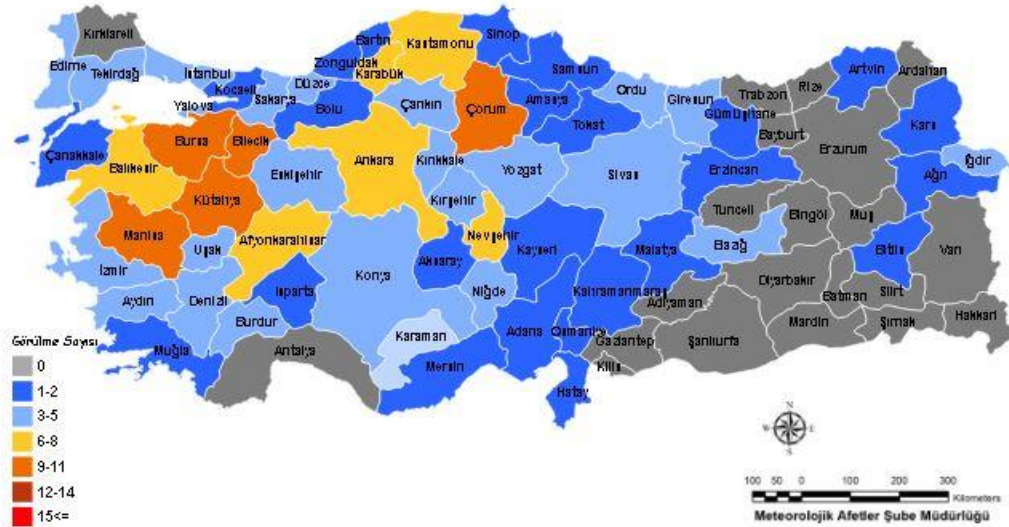 Kırklareli
Edirne
Tekirdağ
İstanbul
Kocaeli
Yalova
Sakarya
Düzce
Bolu
Zonguldak
Bartın
Karabük
Kastamonu
Sinop
Samsun
Çankırı
Çorum
Amasya
Tokat
Ordu
Giresun
Gümüşhane
Trabzon
Rize
Artvin
Ardahan
Bayburt
Kars
Erzurum
Iğdır
Ağrı
Çanakkale
Balıkesir
Bursa
Bilecik
Eskişehir
Ankara
Kırıkkale
Yozgat
Sivas
Erzincan
Tunceli
Bingöl
Muş
Kütahya
Kırşehir
Manisa
Uşak
Afyonkarahisar
Nevşehir
Kayseri
Malatya
Elazığ
Bitlis
Van
İzmir
Konya
Aksaray
Isparta
Niğde
Kahramanmaraş
Diyarbakır
Batman
Siirt
Aydın
Denizli
Adıyaman
Burdur
Karaman
Adana
Osmaniye
Gaziantep
Şanlıurfa
Mardin
Şırnak
Hakkari
Muğla
Antalya
Mersin
Kilis
Hatay
Görülme Sayısı
0
1-2
3-5
6-8
9-11
12-14
15<=
N
W E
S
100 50 0 100 200 300
Kilometers
Meteorolojik Afetler Şube Müdürlüğü